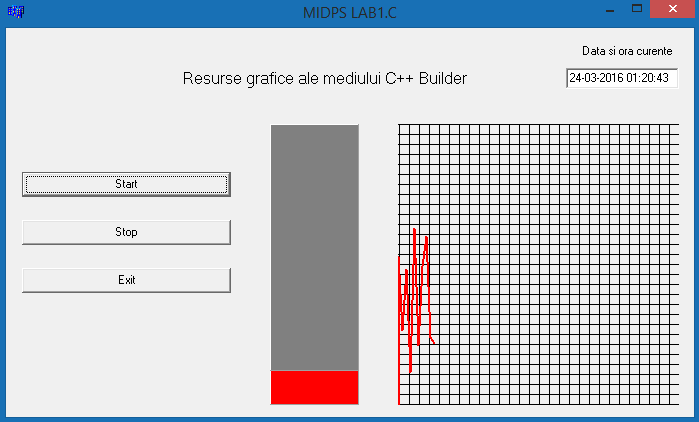 MIDPS LAB1.C
Data si ora curente
Resurse grafice ale mediului C++ Builder
24-03-2016 01:20:43
Start
Stop
Exit